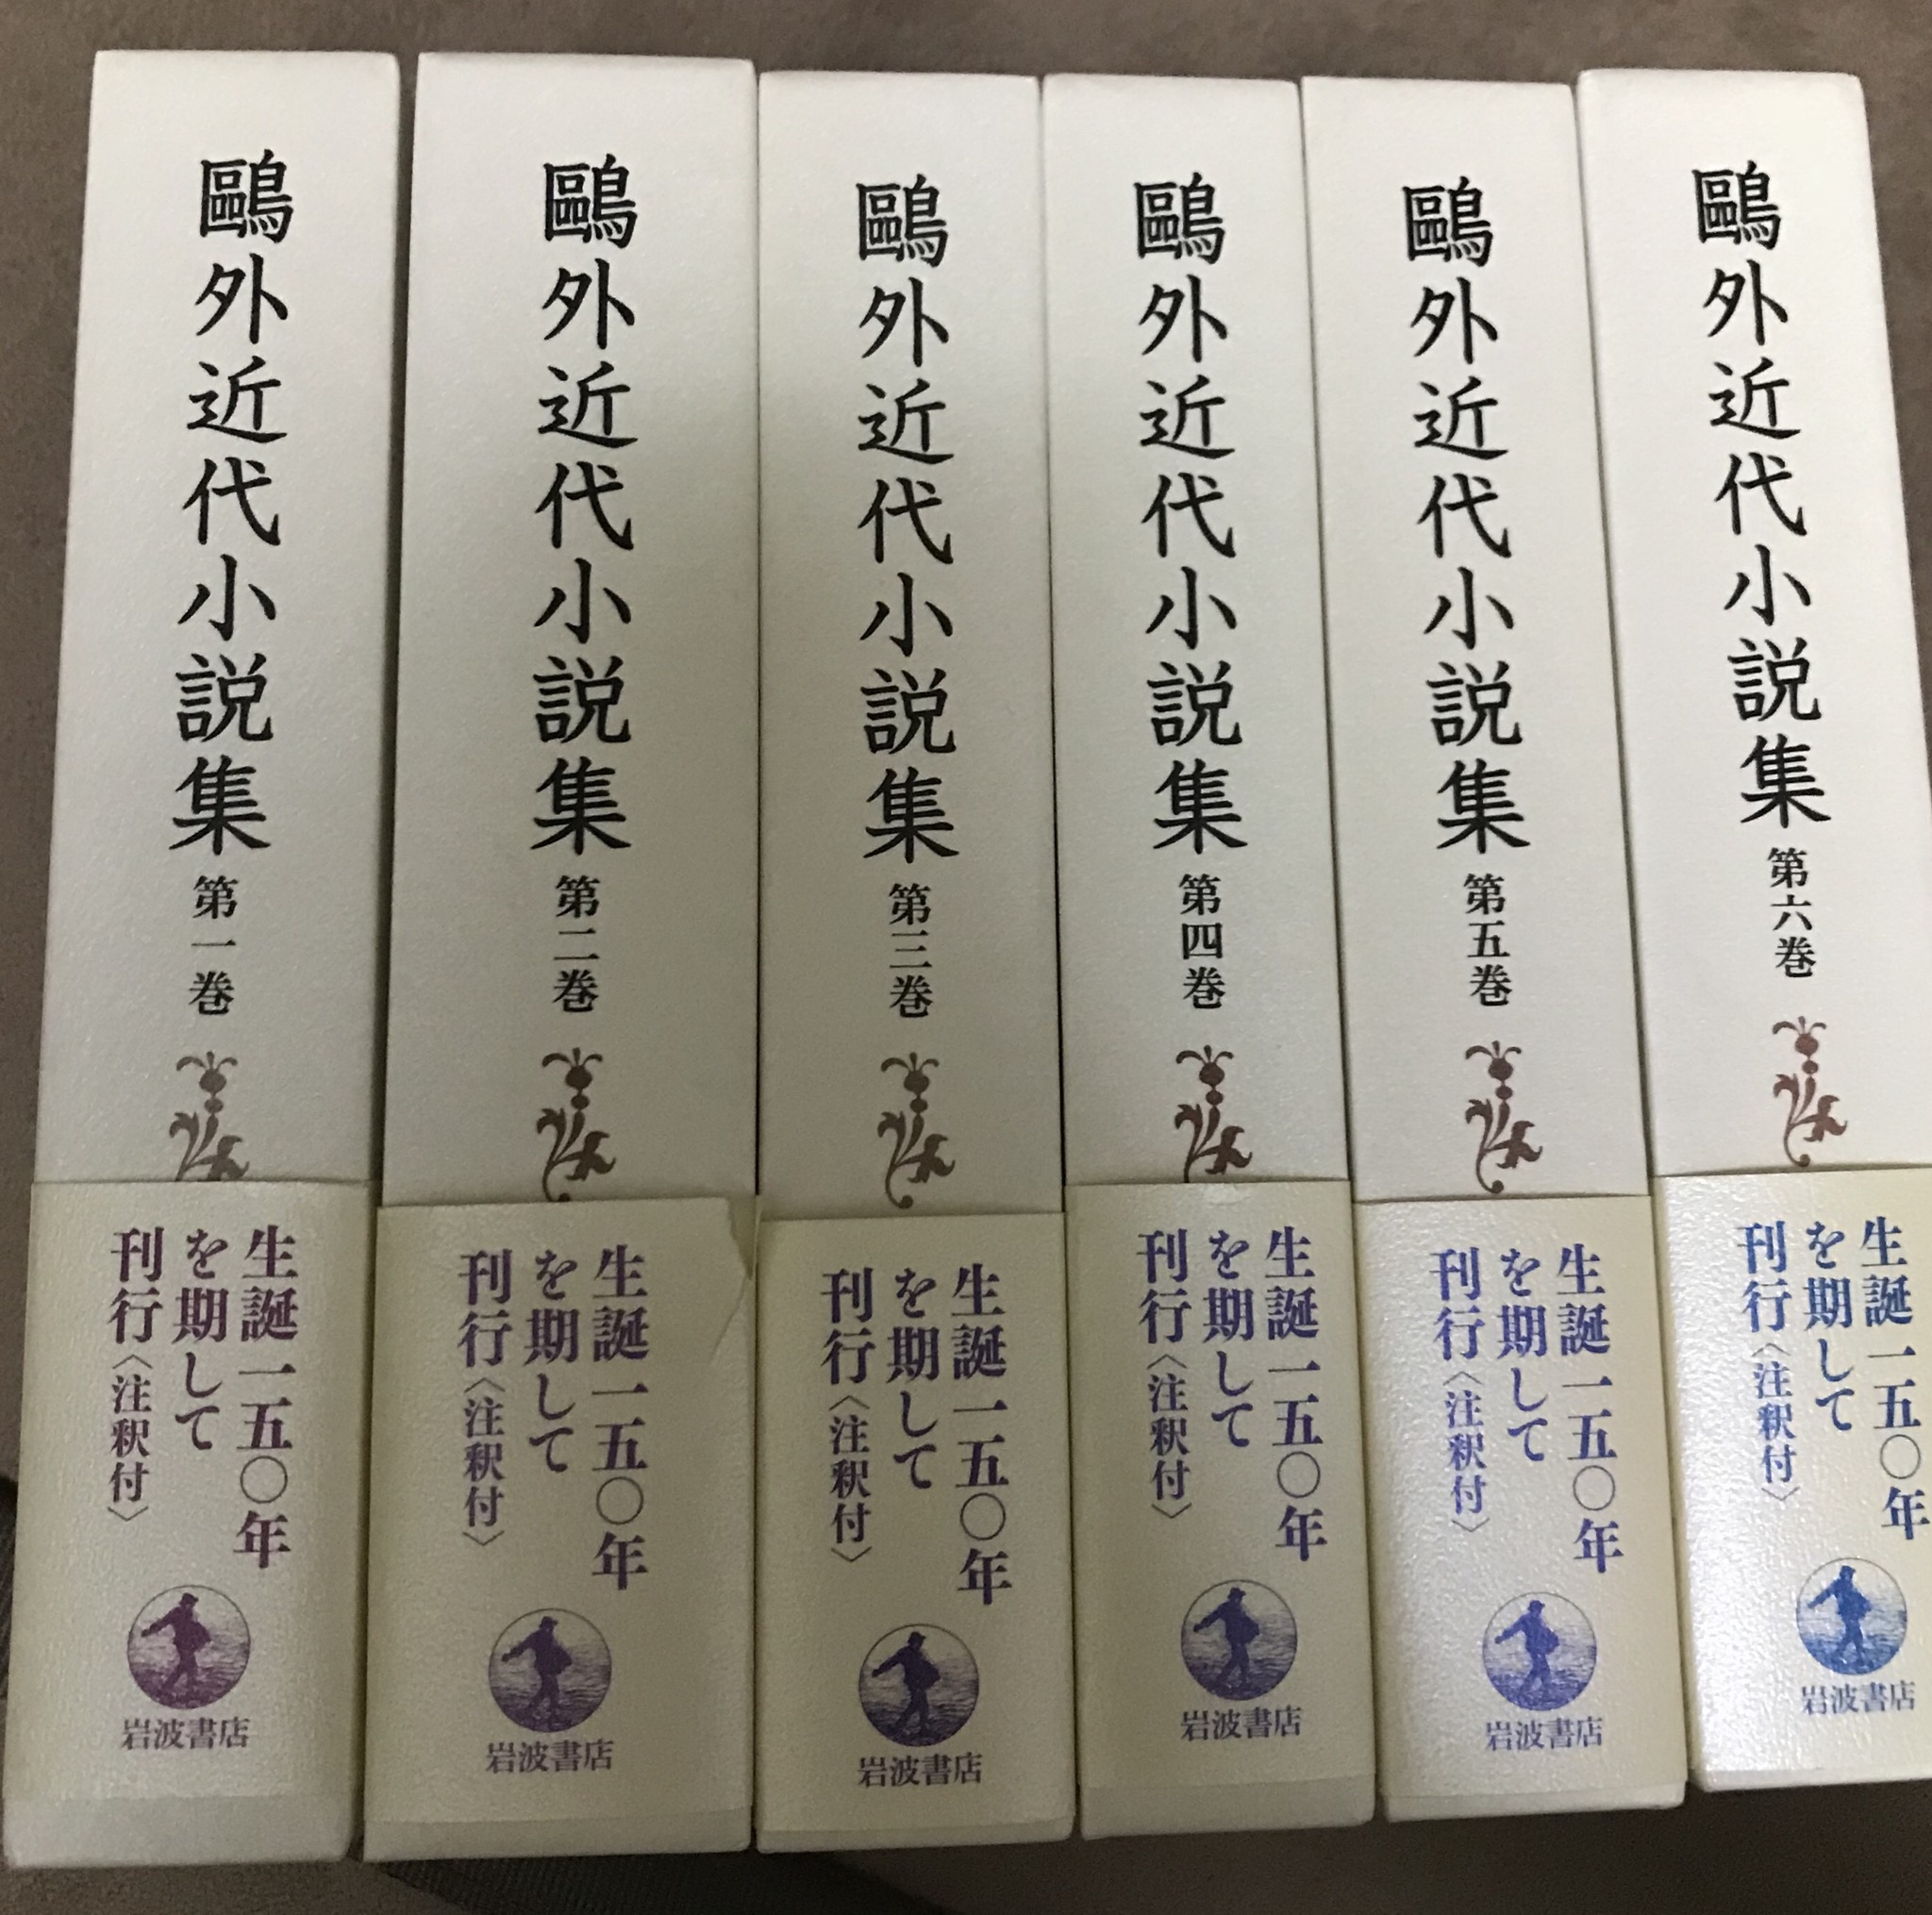 鷗外近代小説集 第一巻
生誕一五〇年
を期して
刊行〈注釈付〉
岩波書店
鷗外近代小説集 第二巻
生誕一五〇年
を期して
刊行〈注釈付〉
岩波書店
鷗外近代小説集 第三巻
生誕一五〇年
を期して
刊行〈注釈付〉
岩波書店
鷗外近代小説集 第四巻
生誕一五〇年
を期して
刊行〈注釈付〉
岩波書店
鷗外近代小説集 第五巻
生誕一五〇年
を期して
刊行〈注釈付〉
岩波書店
鷗外近代小説集 第六巻
生誕一五〇年
を期して
刊行〈注釈付〉
岩波書店